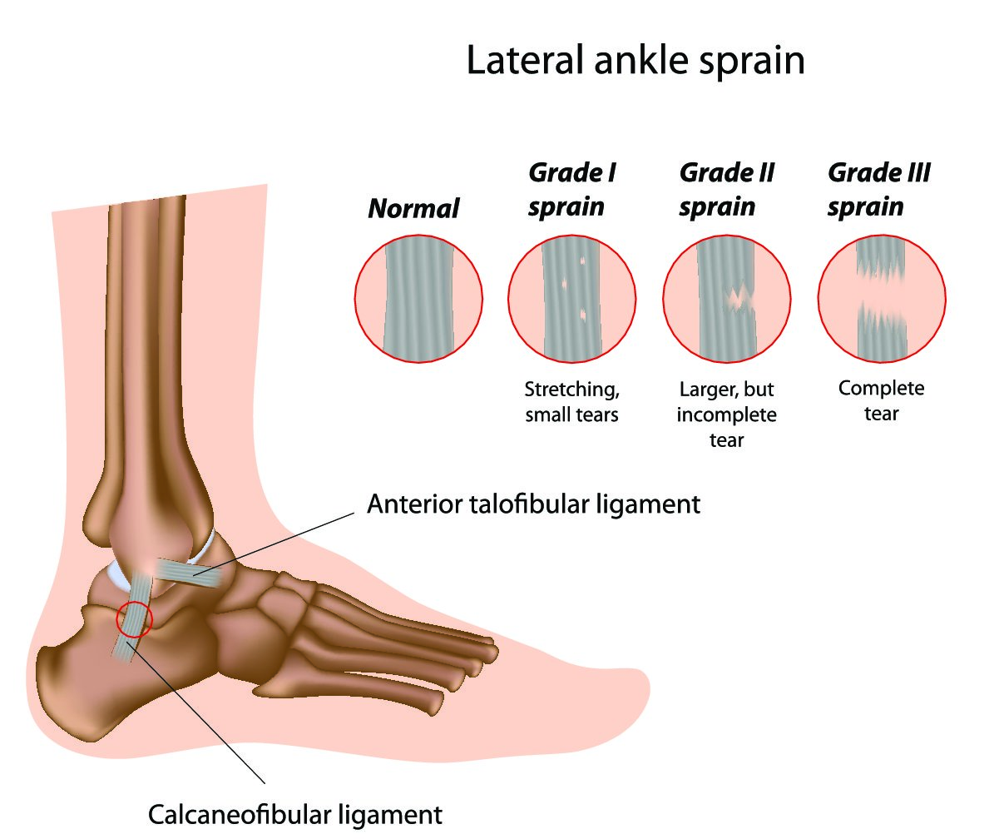 Lateral ankle sprain
Normal
Grade I
sprain
Grade II
sprain
Grade III
sprain
Stretching,
small tears
Larger, but
incomplete
tear
Complete
tear
Anterior talofibular ligament
Calcaneofibular ligament